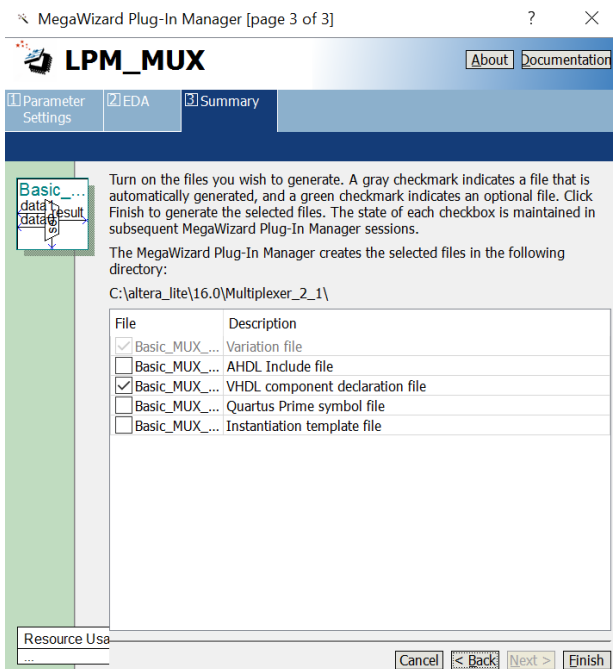 MegaWizard Plug-In Manager [page 3 of 3] ? ×
LPM_MUX
About Documentation
1 Parameter Settings
2 EDA
3 Summary
Basic_...
data1
data0
result
sel
Turn on the files you wish to generate. A gray checkmark indicates a file that is
automatically generated, and a green checkmark indicates an optional file. Click
Finish to generate the selected files. The state of each checkbox is maintained in
subsequent MegaWizard Plug-In Manager sessions.
The MegaWizard Plug-In Manager creates the selected files in the following
directory:
C:\altera_lite\16.0\Multiplexer_2_1\
File Description
Basic_MUX_... Variation file
Basic_MUX_... AHDL Include file
Basic_MUX_... VHDL component declaration file
Basic_MUX_... Quartus Prime symbol file
Basic_MUX_... Instantiation template file
Resource Usa
...
Cancel < Back Next > Finish